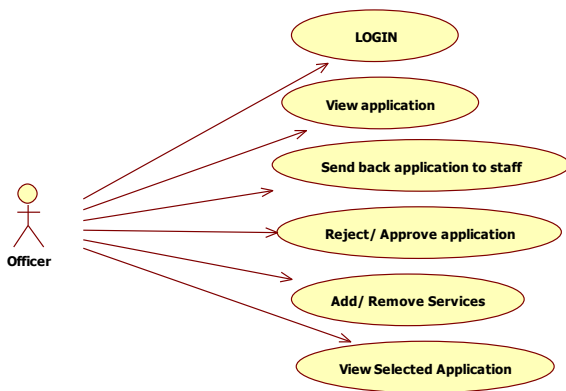 LOGIN
View application
Send back application to staff
Reject/ Approve application
Officer
Add/ Remove Services
View Selected Application